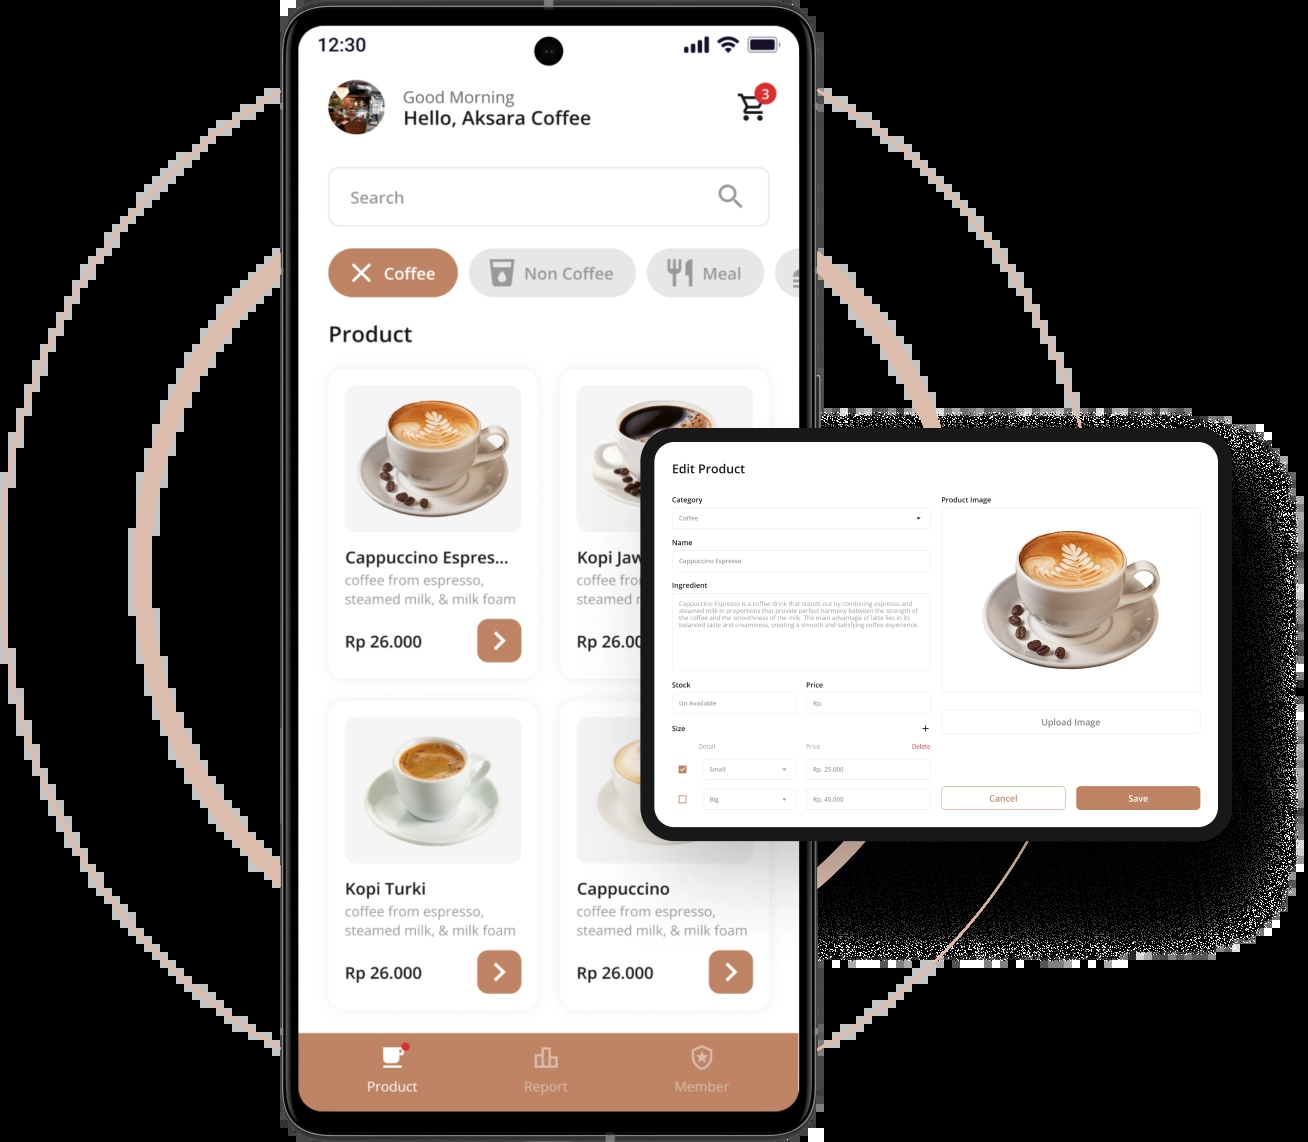 12:30
Good Morning
Hello, Aksara Coffee
3
Search
Coffee
Non Coffee
Meal
Product
Cappuccino Espres...
coffee from espresso,
steamed milk, & milk foam
Rp 26.000
Kopi Jaw
coffee fro
steamed
Rp 26.00
Kopi Turki
coffee from espresso,
steamed milk, & milk foam
Rp 26.000
Cappuccino
coffee from espresso,
steamed milk, & milk foam
Rp 26.000
Product
Report
Member
Edit Product
Category
Coffee
Name
Cappuccino Espresso
Ingredient
Cappuccino Espresso is a coffee drink that stands out by combining espresso and
steamed milk in proportions that provide perfect harmony between the strength of
the coffee and the smoothness of the milk. The main advantage of latte lies in its
balanced taste and creaminess, creating a smooth and satisfying coffee experience.
Stock
Price
Un Available
Rp.
Size
+
Detail
Price
Delete
Small
Rp. 25.000
Big
Rp. 45.000
Product Image
Upload Image
Cancel
Save